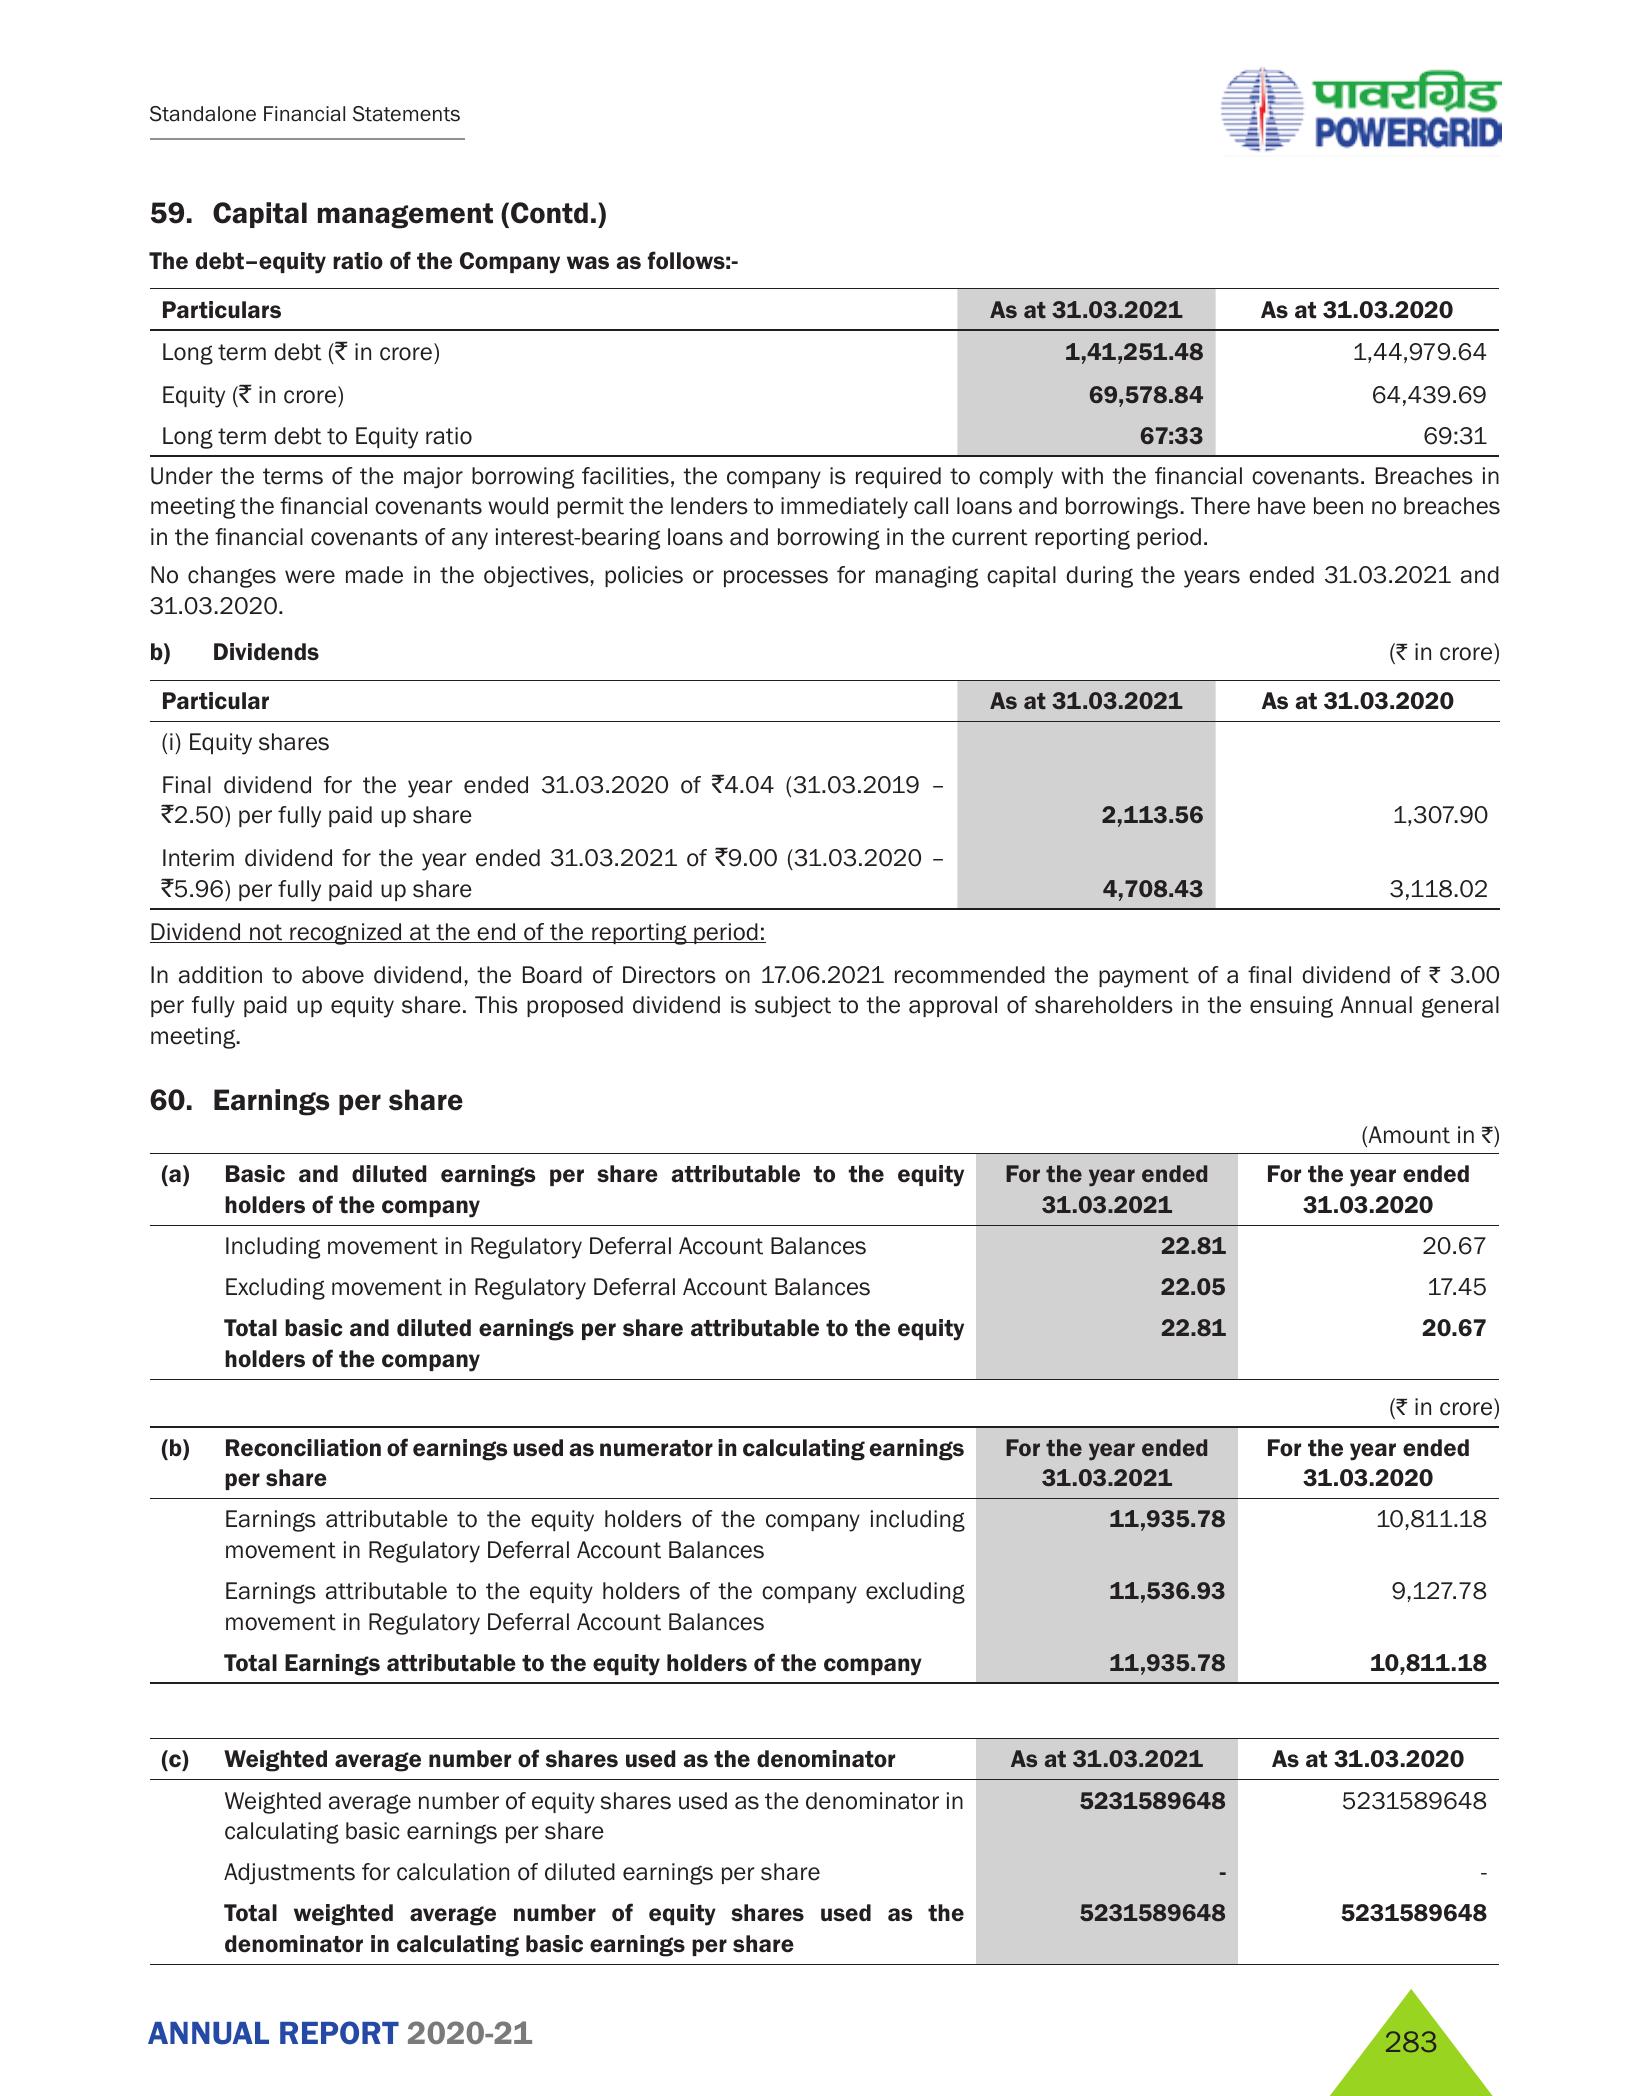 Standalone Financial Statements
पावरग्रिड
POWERGRID
59. Capital management (Contd.)
The debt–equity ratio of the Company was as follows:-
Particulars As at 31.03.2021 As at 31.03.2020
Long term debt (₹ in crore) 1,41,251.48 1,44,979.64
Equity (₹ in crore) 69,578.84 64,439.69
Long term debt to Equity ratio 67:33 69:31
Under the terms of the major borrowing facilities, the company is required to comply with the financial covenants. Breaches in
meeting the financial covenants would permit the lenders to immediately call loans and borrowings. There have been no breaches
in the financial covenants of any interest-bearing loans and borrowing in the current reporting period.
No changes were made in the objectives, policies or processes for managing capital during the years ended 31.03.2021 and
31.03.2020.
b) Dividends (₹ in crore)
Particular As at 31.03.2021 As at 31.03.2020
(i) Equity shares
Final dividend for the year ended 31.03.2020 of ₹4.04 (31.03.2019 –
₹2.50) per fully paid up share 2,113.56 1,307.90
Interim dividend for the year ended 31.03.2021 of ₹9.00 (31.03.2020 –
₹5.96) per fully paid up share 4,708.43 3,118.02
Dividend not recognized at the end of the reporting period:
In addition to above dividend, the Board of Directors on 17.06.2021 recommended the payment of a final dividend of ₹ 3.00
per fully paid up equity share. This proposed dividend is subject to the approval of shareholders in the ensuing Annual general
meeting.
60. Earnings per share
(Amount in ₹)
(a) Basic and diluted earnings per share attributable to the equity For the year ended For the year ended
holders of the company 31.03.2021 31.03.2020
Including movement in Regulatory Deferral Account Balances 22.81 20.67
Excluding movement in Regulatory Deferral Account Balances 22.05 17.45
Total basic and diluted earnings per share attributable to the equity 22.81 20.67
holders of the company
(₹ in crore)
(b) Reconciliation of earnings used as numerator in calculating earnings For the year ended For the year ended
per share 31.03.2021 31.03.2020
Earnings attributable to the equity holders of the company including 11,935.78 10,811.18
movement in Regulatory Deferral Account Balances
Earnings attributable to the equity holders of the company excluding 11,536.93 9,127.78
movement in Regulatory Deferral Account Balances
Total Earnings attributable to the equity holders of the company 11,935.78 10,811.18
(c) Weighted average number of shares used as the denominator As at 31.03.2021 As at 31.03.2020
Weighted average number of equity shares used as the denominator in 5231589648 5231589648
calculating basic earnings per share
Adjustments for calculation of diluted earnings per share - -
Total weighted average number of equity shares used as the 5231589648 5231589648
denominator in calculating basic earnings per share
ANNUAL REPORT 2020-21 283